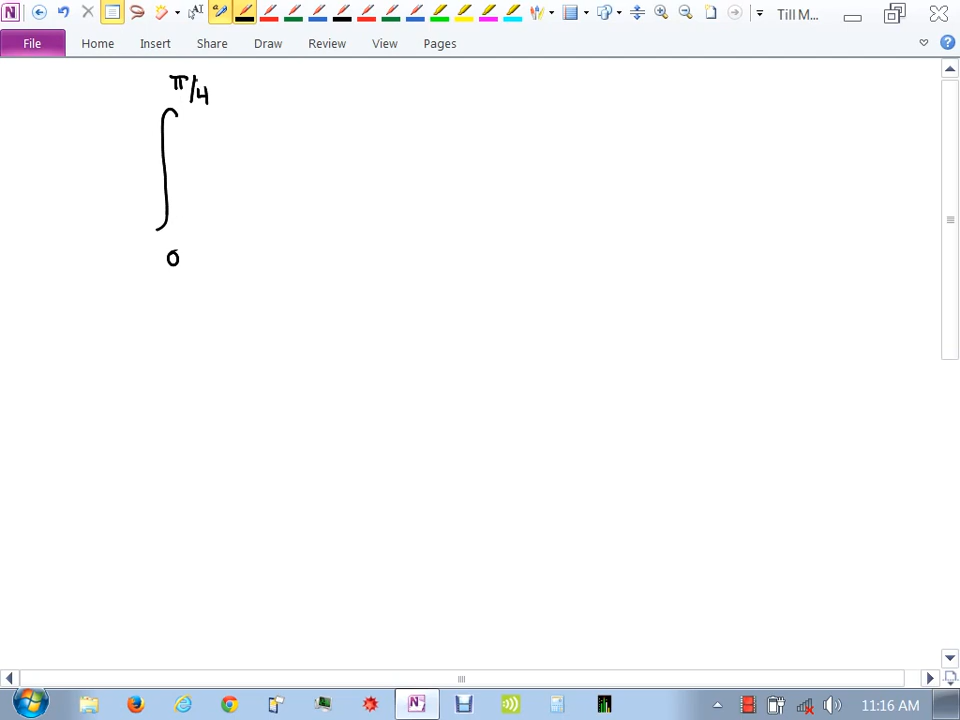 Till M...
File Home Insert Share Draw Review View Pages
π/4
∫
0
11:16 AM